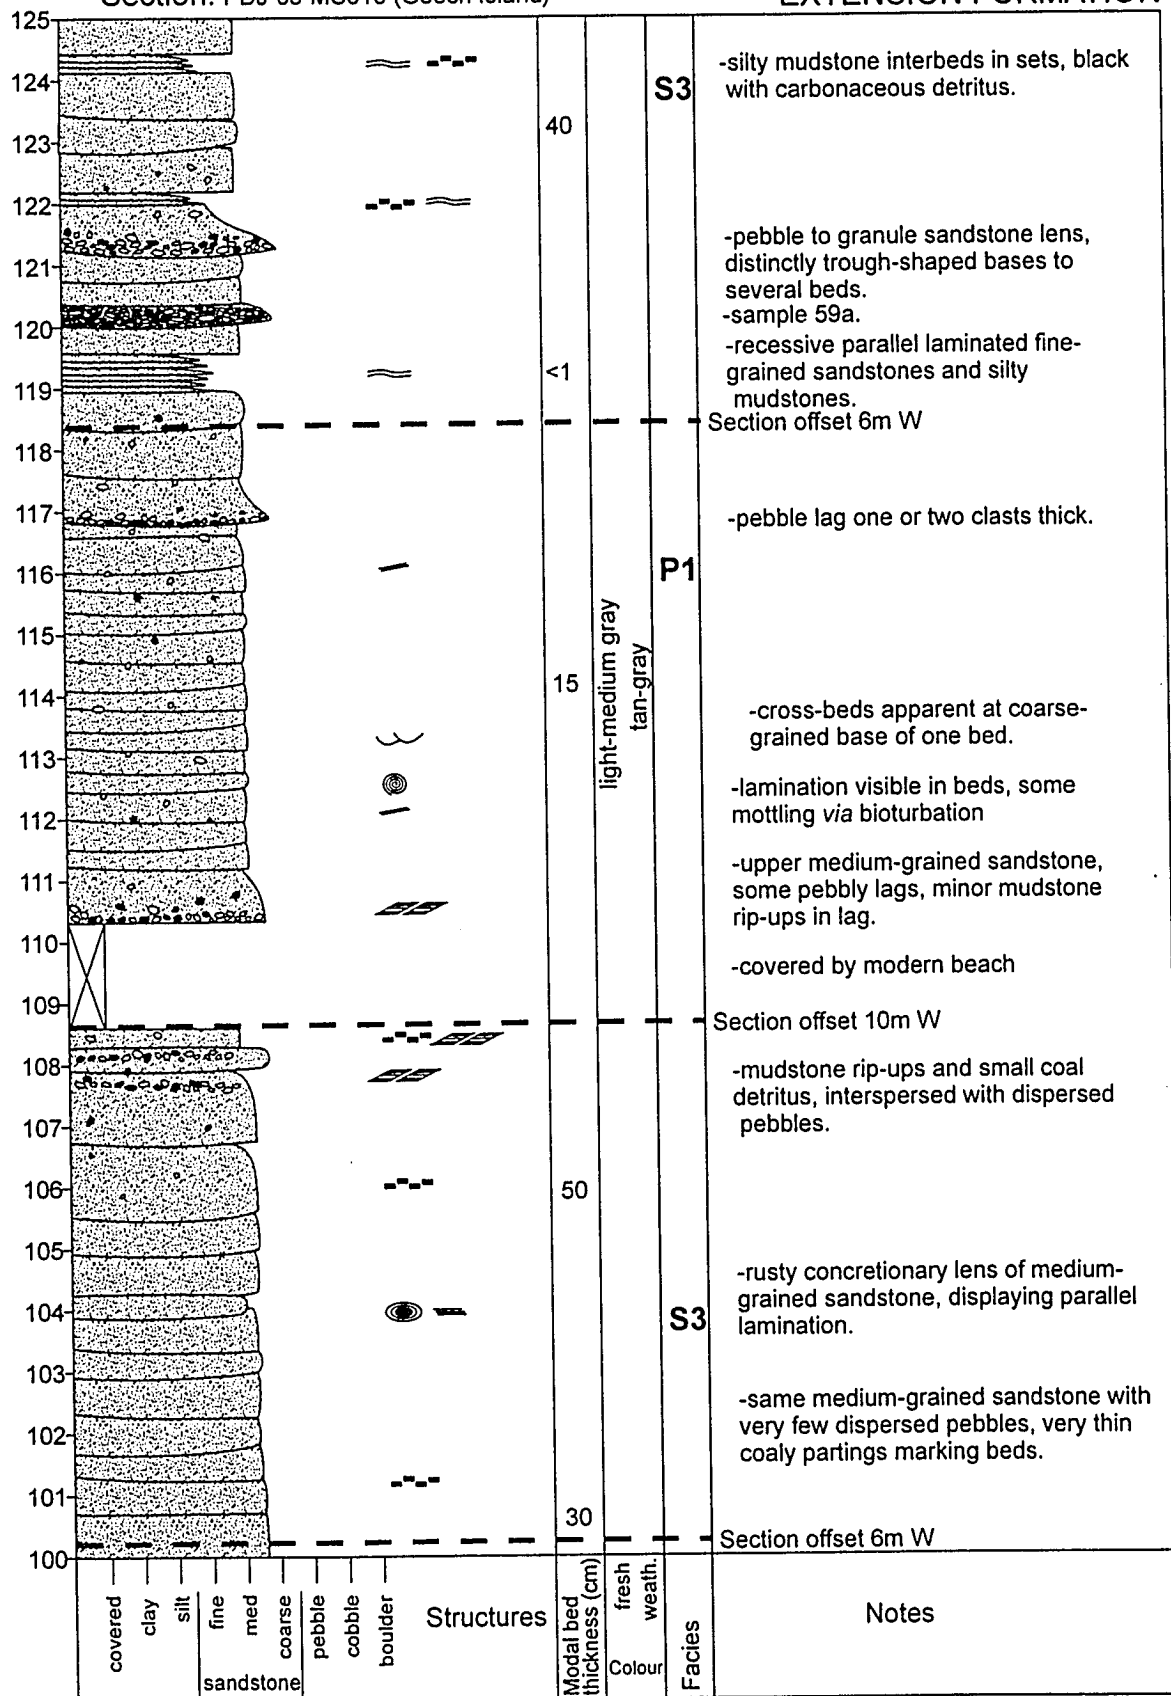 125
124
123
122
121
120
119
118
117
116
115
114
113
112
111
110
109
108
107
106
105
104
103
102
101
100
40
<1
15
50
30
light-medium gray
tan-gray
S3
P1
S3
-silty mudstone interbeds in sets, black
with carbonaceous detritus.
-pebble to granule sandstone lens,
distinctly trough-shaped bases to
several beds.
-sample 59a.
-recessive parallel laminated fine-
grained sandstones and silty
mudstones.
Section offset 6m W
-pebble lag one or two clasts thick.
-cross-beds apparent at coarse-
grained base of one bed.
-lamination visible in beds, some
mottling via bioturbation
-upper medium-grained sandstone,
some pebbly lags, minor mudstone
rip-ups in lag.
-covered by modern beach
Section offset 10m W
-mudstone rip-ups and small coal
detritus, interspersed with dispersed
pebbles.
-rusty concretionary lens of medium-
grained sandstone, displaying parallel
lamination.
-same medium-grained sandstone with
very few dispersed pebbles, very thin
coaly partings marking beds.
Section offset 6m W
covered
clay
silt
fine
med
coarse
pebble
cobble
boulder
sandstone
Structures
Modal bed
thickness (cm)
fresh
weath.
Colour
Facies
Notes